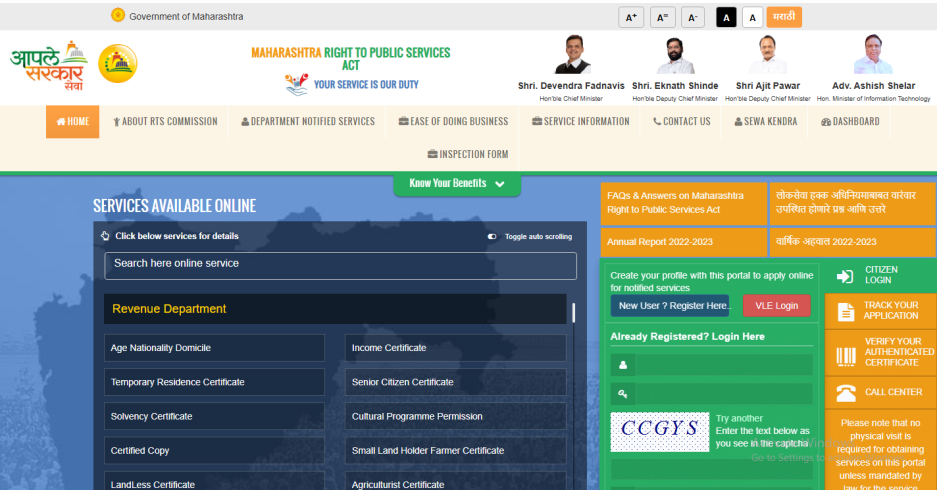 Government of Maharashtra
A+ A= A- A A मराठी
आपले
सरकार
सेवा
MAHARASHTRA RIGHT TO PUBLIC SERVICES
ACT
YOUR SERVICE IS OUR DUTY
Shri. Devendra Fadnavis
Hon'ble Chief Minister
Shri. Eknath Shinde
Hon'ble Deputy Chief Minister
Shri Ajit Pawar
Hon'ble Deputy Chief Minister
Adv. Ashish Shelar
Hon. Minister of Information Technology
HOME ABOUT RTS COMMISSION DEPARTMENT NOTIFIED SERVICES EASE OF DOING BUSINESS SERVICE INFORMATION CONTACT US SEWA KENDRA DASHBOARD
INSPECTION FORM
Know Your Benefits
SERVICES AVAILABLE ONLINE
Click below services for details Toggle auto scrolling
Search here online service
Revenue Department
Age Nationality Domicile Income Certificate
Temporary Residence Certificate Senior Citizen Certificate
Solvency Certificate Cultural Programme Permission
Certified Copy Small Land Holder Farmer Certificate
LandLess Certificate Agriculturist Certificate
FAQs & Answers on Maharashtra
Right to Public Services Act
लोकसेवा हक्क अधिनियमाबाबत वारंवार
उपस्थित होणारे प्रश्न आणि उत्तरे
Annual Report 2022-2023 वार्षिक अहवाल 2022-2023
Create your profile with this portal to apply online
for notified services
New User ? Register Here VLE Login
Already Registered? Login Here
CCGYS
Try another
Enter the text below as
you see in the captcha
CITIZEN
LOGIN
TRACK YOUR
APPLICATION
VERIFY YOUR
AUTHENTICATED
CERTIFICATE
CALL CENTER
Please note that no
physical visit is
required for obtaining
services on this portal
unless mandated by
law for the service
Go to Settings to